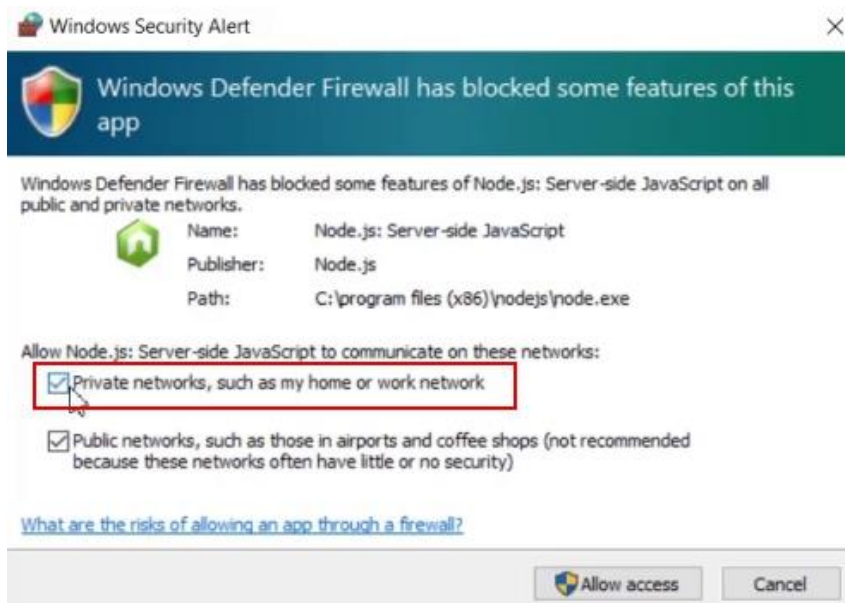 Windows Security Alert
Windows Defender Firewall has blocked some features of this
app
Windows Defender Firewall has blocked some features of Node.js: Server-side JavaScript on all
public and private networks.
Name: Node.js: Server-side JavaScript
Publisher: Node.js
Path: C:\program files (x86)\nodejs\node.exe
Allow Node.js: Server-side JavaScript to communicate on these networks:
Private networks, such as my home or work network
Public networks, such as those in airports and coffee shops (not recommended
because these networks often have little or no security)
What are the risks of allowing an app through a firewall?
Allow access Cancel